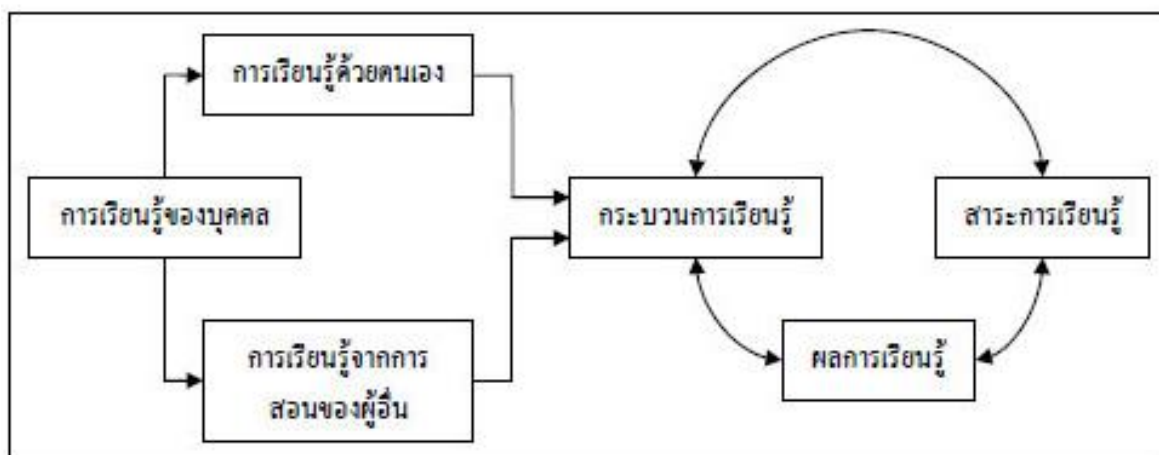 การเรียนรู้ด้วยตนเอง
การเรียนรู้ของบุคคล
กระบวนการเรียนรู้
สาระการเรียนรู้
การเรียนรู้จากการ
สอนของผู้อื่น
ผลการเรียนรู้